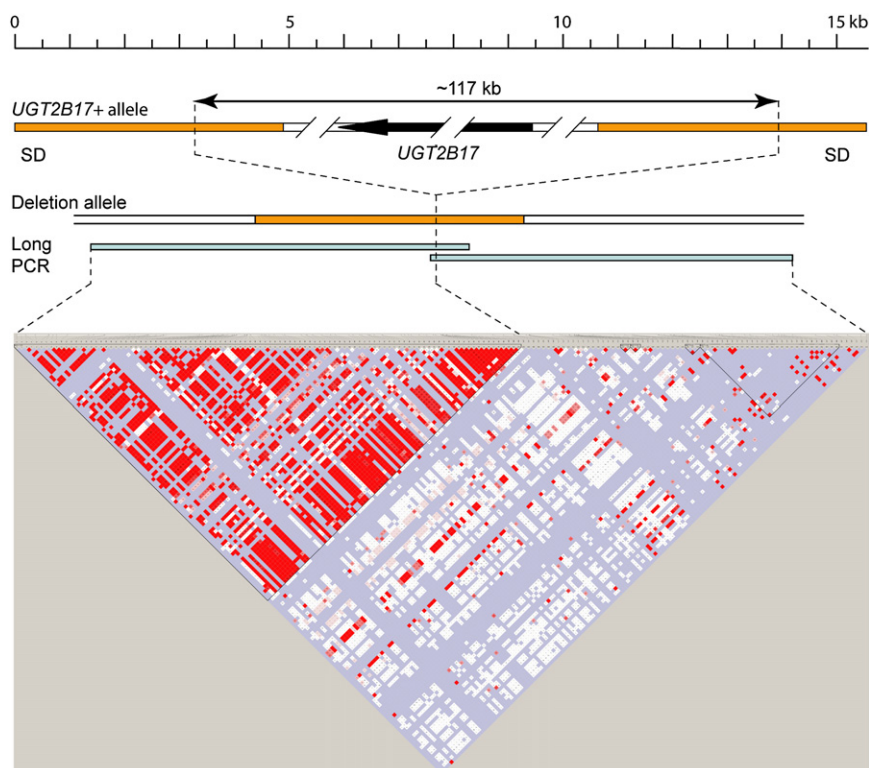 0 5 10 15 kb
~117 kb
UGT2B17+ allele
UGT2B17
SD SD
Deletion allele
Long
PCR